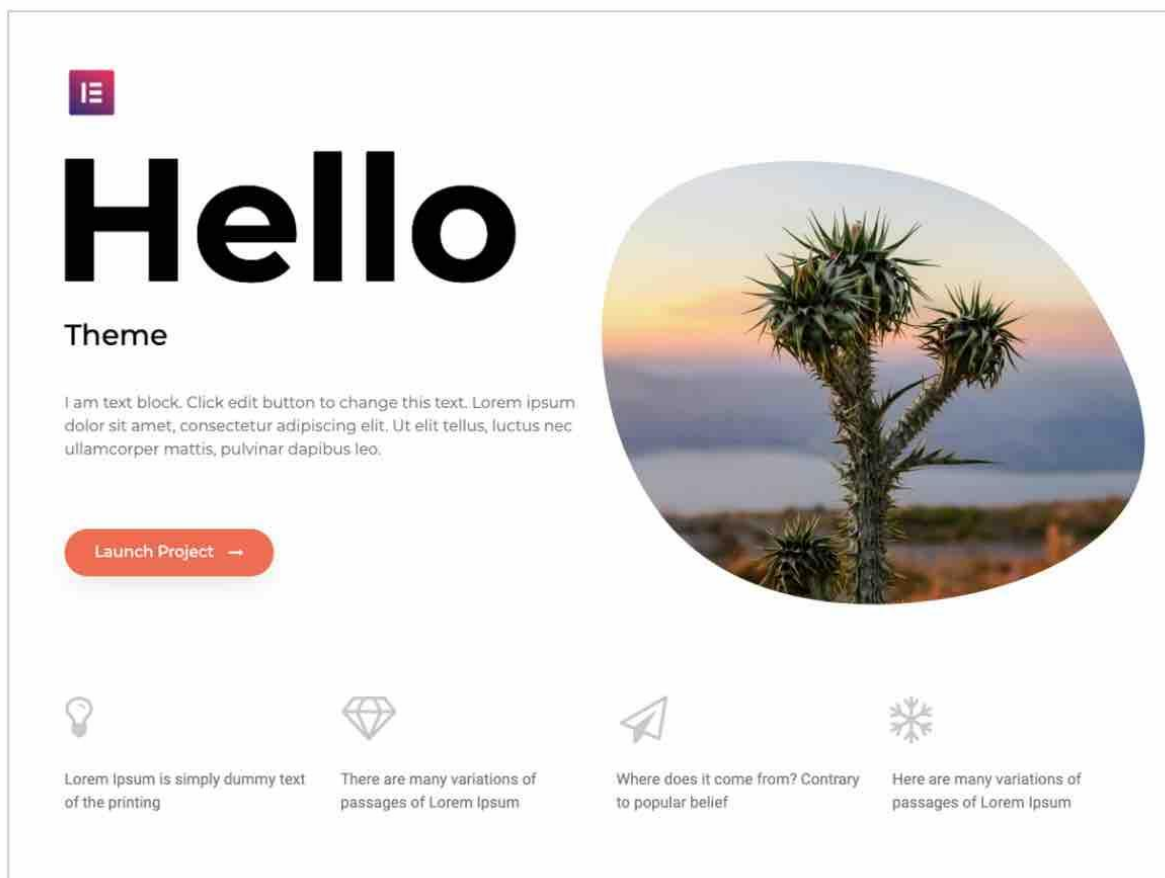 Hello
Theme
I am text block. Click edit button to change this text. Lorem ipsum
dolor sit amet, consectetur adipiscing elit. Ut elit tellus, luctus nec
ullamcorper mattis, pulvinar dapibus leo.
Launch Project →
Lorem Ipsum is simply dummy text
of the printing
There are many variations of
passages of Lorem Ipsum
Where does it come from? Contrary
to popular belief
Here are many variations of
passages of Lorem Ipsum